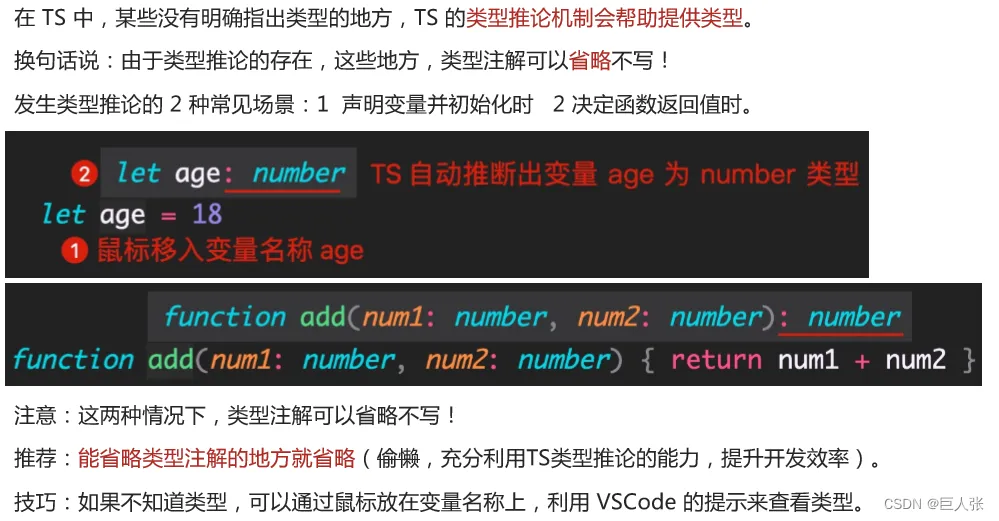 在 TS 中，某些没有明确指出类型的地方，TS 的类型推论机制会帮助提供类型。
换句话说：由于类型推论的存在，这些地方，类型注解可以省略不写！
发生类型推论的 2 种常见场景：1 声明变量并初始化时 2 决定函数返回值时。
2 let age: number TS 自动推断出变量 age 为 number 类型
let age = 18
1 鼠标移入变量名称 age
function add(num1: number, num2: number): number
function add(num1: number, num2: number) { return num1 + num2 }
注意：这两种情况下，类型注解可以省略不写！
推荐：能省略类型注解的地方就省略（偷懒，充分利用TS类型推论的能力，提升开发效率）。
技巧：如果不知道类型，可以通过鼠标放在变量名称上，利用 VSCode 的提示来查看类型。
CSDN @巨人张